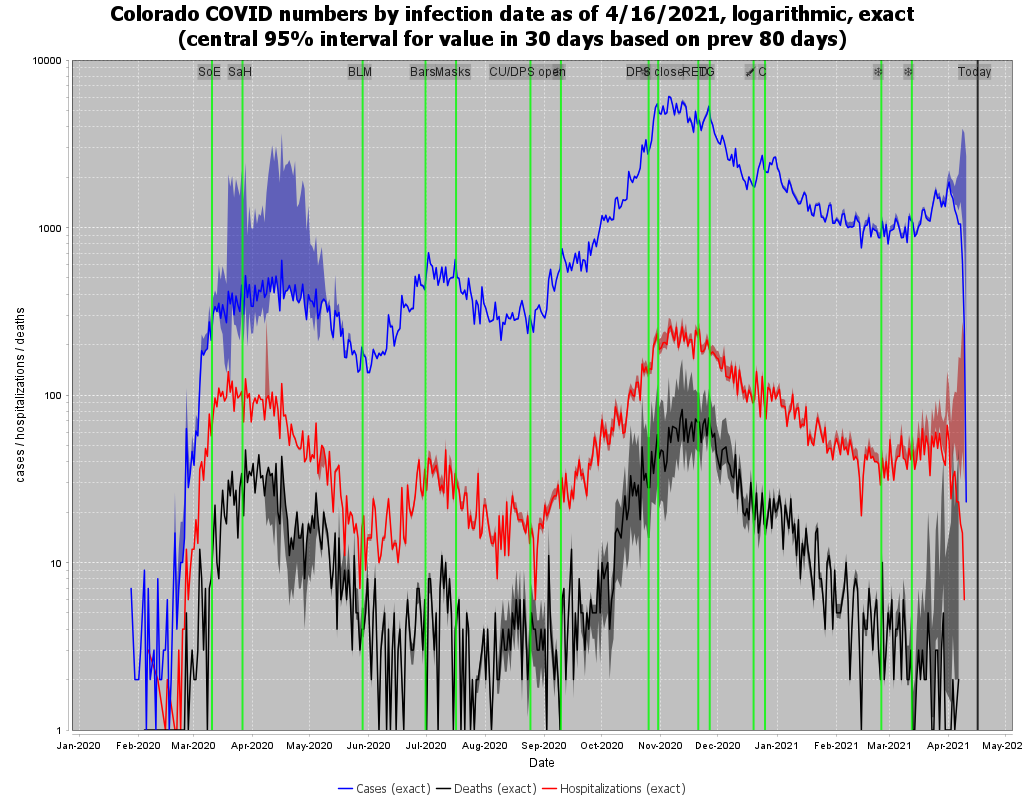 Colorado COVID numbers by infection date as of 4/16/2021, logarithmic, exact
(central 95% interval for value in 30 days based on prev 80 days)
SoE SaH BLM Bars Masks CU/DPS open DPS close RED TG C Today
10000
1000
100
10
1
cases / hospitalizations / deaths
Jan-2020 Feb-2020 Mar-2020 Apr-2020 May-2020 Jun-2020 Jul-2020 Aug-2020 Sep-2020 Oct-2020 Nov-2020 Dec-2020 Jan-2021 Feb-2021 Mar-2021 Apr-2021 May-202
Date
Cases (exact) Deaths (exact) Hospitalizations (exact)